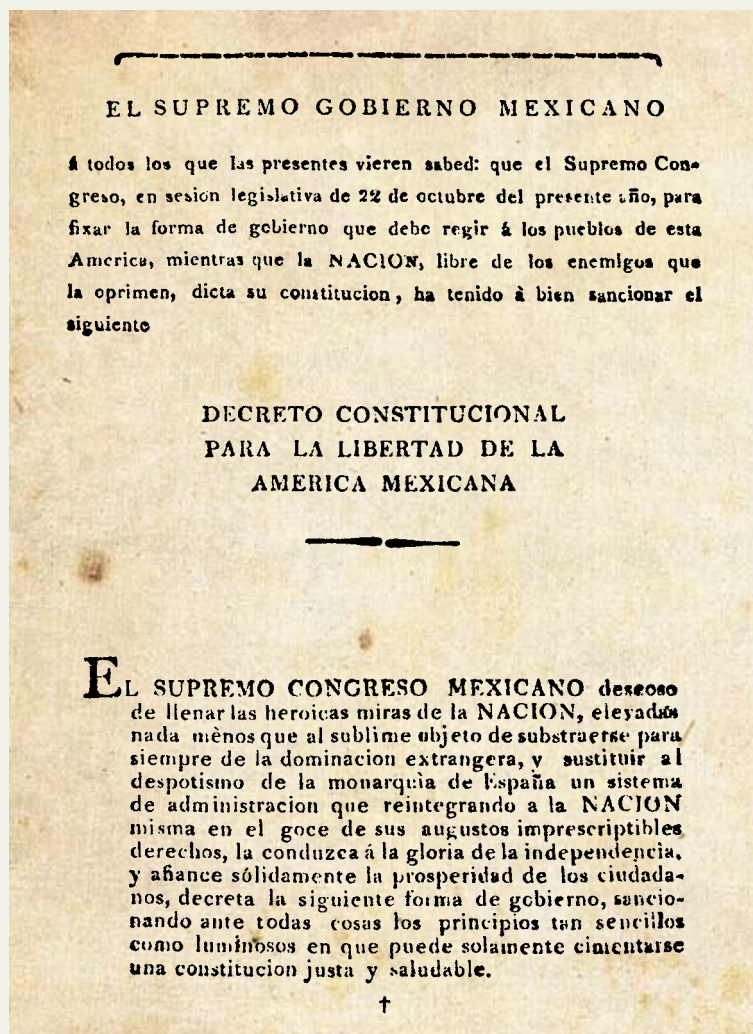 EL SUPREMO GOBIERNO MEXICANO
á todos los que las presentes vieren sabed: que el Supremo Con-
greso, en sesion legislativa de 22 de octubre del presente año, para
fixar la forma de gobierno que debe regir á los pueblos de esta
America, mientras que la NACION, libre de los enemigos que
la oprimen, dicta su constitucion, ha tenido à bien sancionar el
siguiente
DECRETO CONSTITUCIONAL
PARA LA LIBERTAD DE LA
AMERICA MEXICANA
EL SUPREMO CONGRESO MEXICANO deseoso
de llenar las heroicas miras de la NACION, elevadas
nada mènos que al sublime objeto de substraerse para
siempre de la dominacion extrangera, y sustituir al
despotismo de la monarquìa de España un sistema
de administracion que reintegrando a la NACION
misma en el goce de sus augustos imprescriptibles
derechos, la conduzca á la gloria de la independencia,
y afiance sólidamente la prosperidad de los ciudada-
nos, decreta la siguiente forma de gobierno, sancio-
nando ante todas cosas los principios tan sencillos
como luminosos en que puede solamente cimentarse
una constitucion justa y saludable.
†